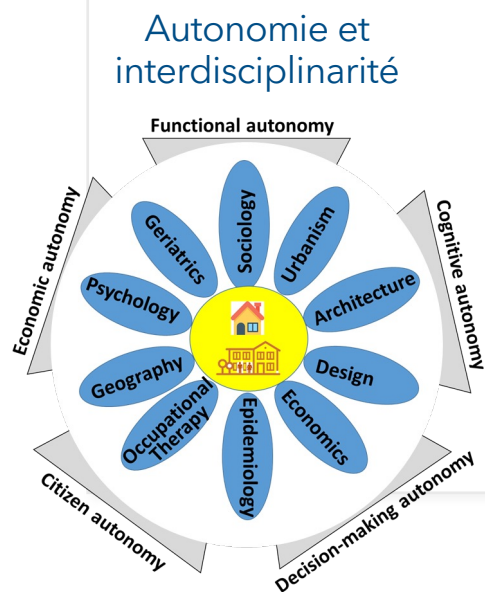 Autonomie et
interdisciplinarité
Functional autonomy
Economic autonomy
Cognitive autonomy
Citizen autonomy
Decision-making autonomy
Sociology
Urbanism
Architecture
Design
Economics
Epidemiology
Occupational
Therapy
Geography
Psychology
Geriatrics